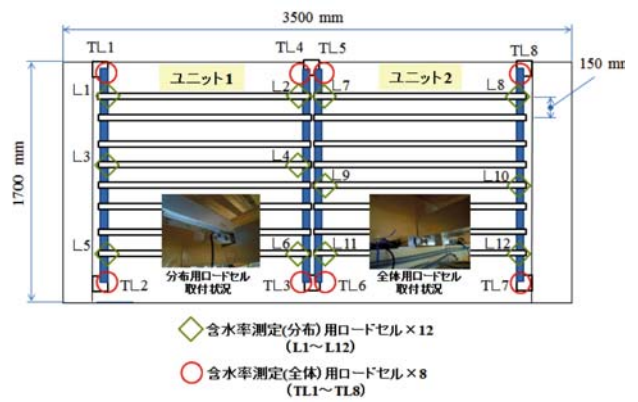 3500 mm
TL1
TL4
TL5
TL8
ユニット1
ユニット2
150 mm
L1
L2
L7
L8
1700 mm
L3
L4
L9
L10
L5
L6
L11
L12
分布用ロードセル
取付状況
全体用ロードセル
取付状況
TL2
TL3
TL6
TL7
含水率測定(分布)用ロードセル×12
(L1～L12)
含水率測定(全体)用ロードセル×8
(TL1～TL8)